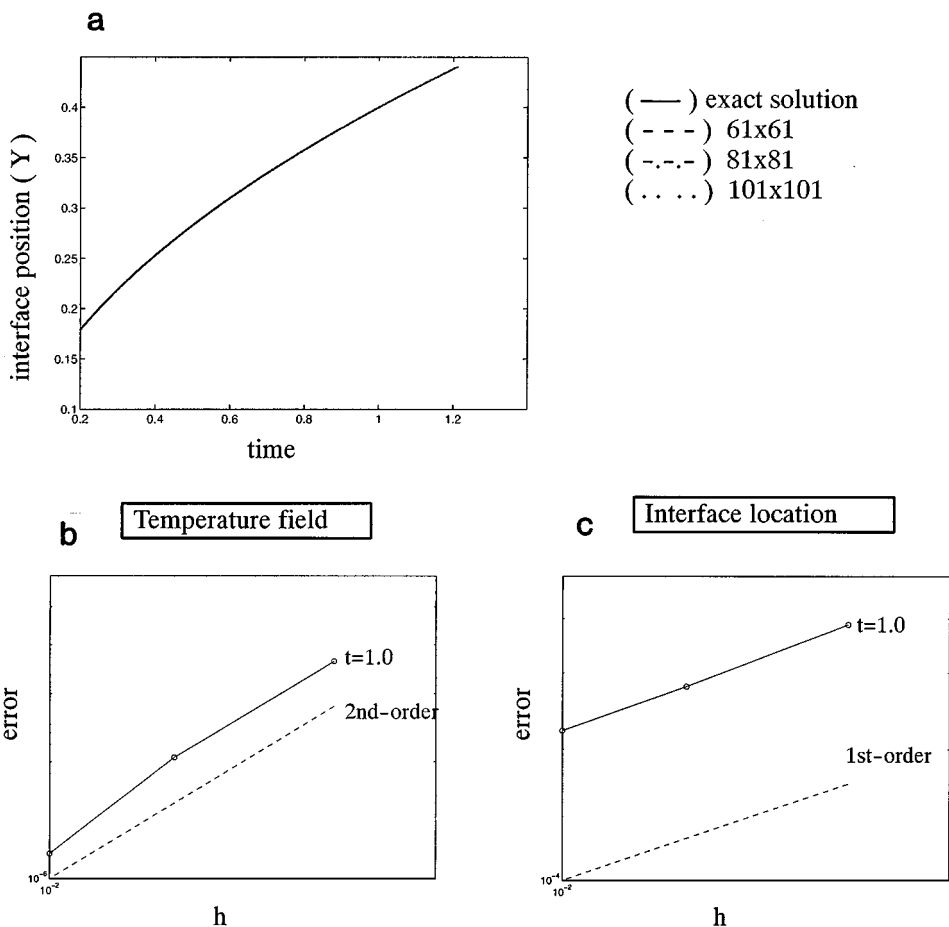 a
interface position ( Y )
0.4
0.35
0.3
0.25
0.2
0.15
0.1
0.2 0.4 0.6 0.8 1 1.2
time
( —— ) exact solution
( - - - - ) 61x61
( -.-.- ) 81x81
( . . . . ) 101x101
b
Temperature field
error
t=1.0
2nd-order
10-6
10-2
h
c
Interface location
error
t=1.0
1st-order
10-4
10-2
h